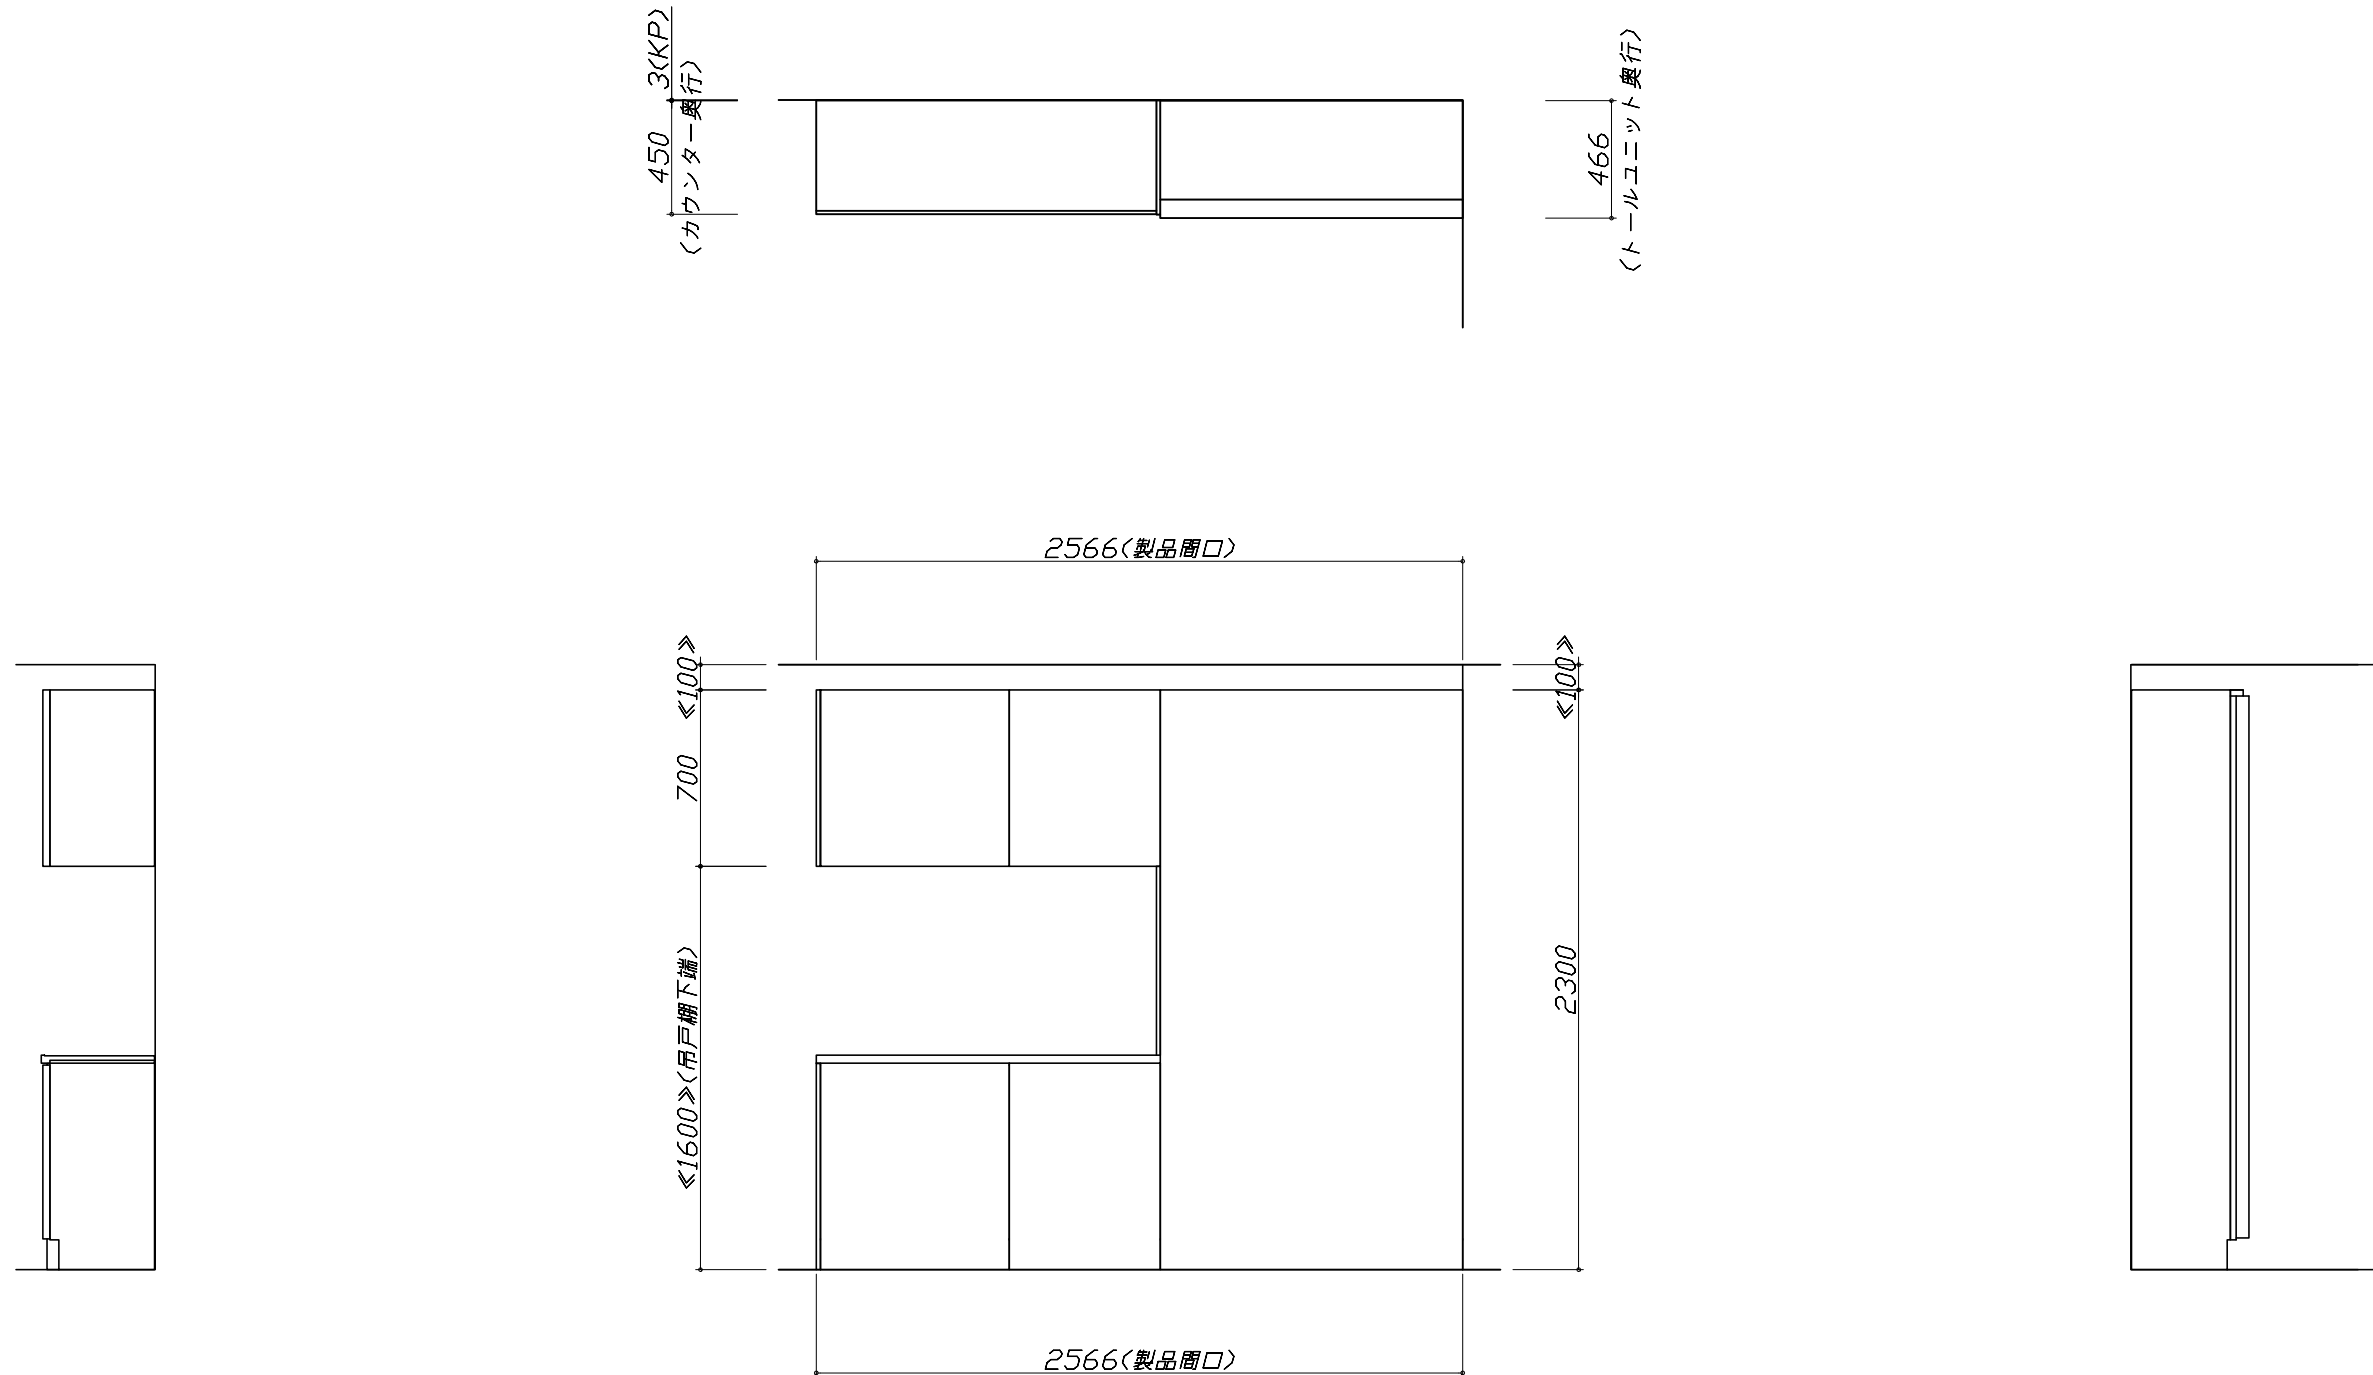 3(KP)
450
(カウンター奥行)
466
(トールユニット奥行)
2566(製品間口)
≪100≫
700
≪1600≫(吊戸棚下端)
≪100≫
2300
2566(製品間口)